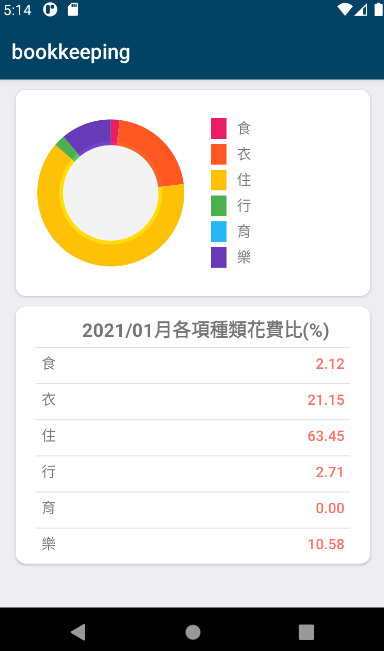 5:14
bookkeeping
食
衣
住
行
育
樂
2021/01月各項種類花費比(%)
食 2.12
衣 21.15
住 63.45
行 2.71
育 0.00
樂 10.58